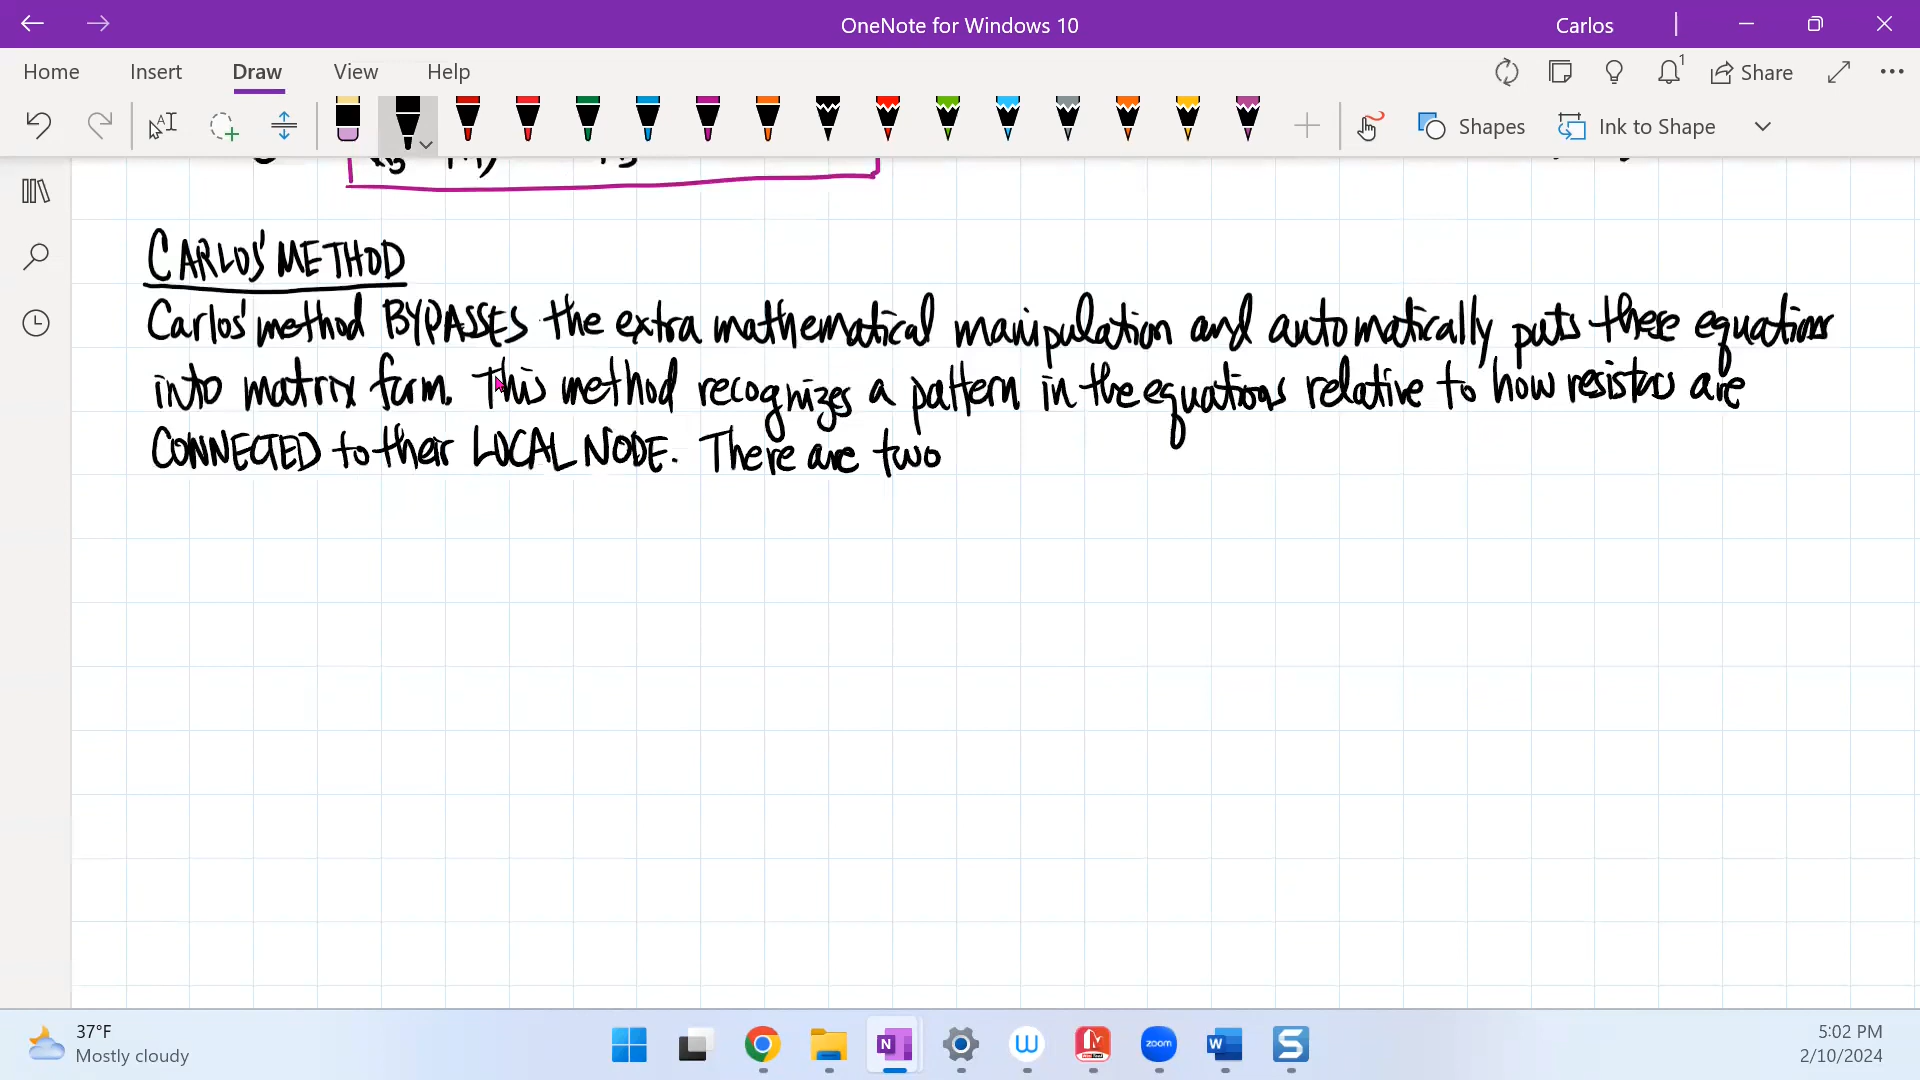 OneNote for Windows 10
Carlos
Home Insert Draw View Help
1
Share
Shapes
Ink to Shape
CARLOS' METHOD
Carlos' method BYPASSES the extra mathematical manipulation and automatically puts these equations
into matrix form. This method recognizes a pattern in the equations relative to how resistors are
CONNECTED to their LOCAL NODE. There are two
37°F
Mostly cloudy
zoom
5:02 PM
2/10/2024